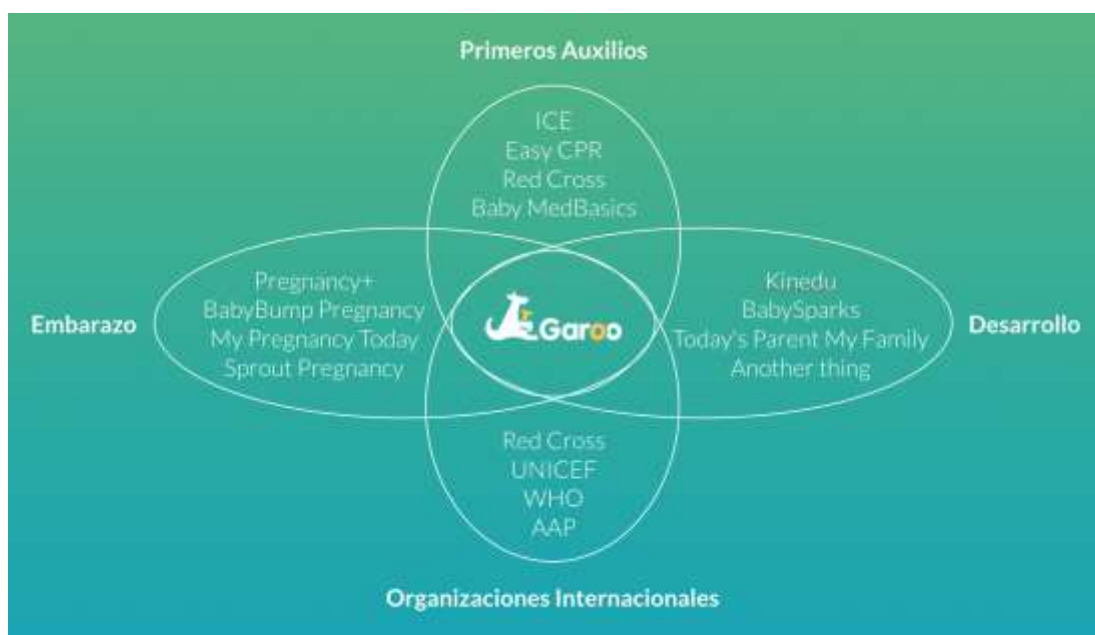 Primeros Auxilios
ICE
Easy CPR
Red Cross
Baby MedBasics
Embarazo
Pregnancy+
BabyBump Pregnancy
My Pregnancy Today
Sprout Pregnancy
Garoo
Kinedu
BabySparks
Today's Parent My Family
Another thing
Desarrollo
Red Cross
UNICEF
WHO
AAP
Organizaciones Internacionales